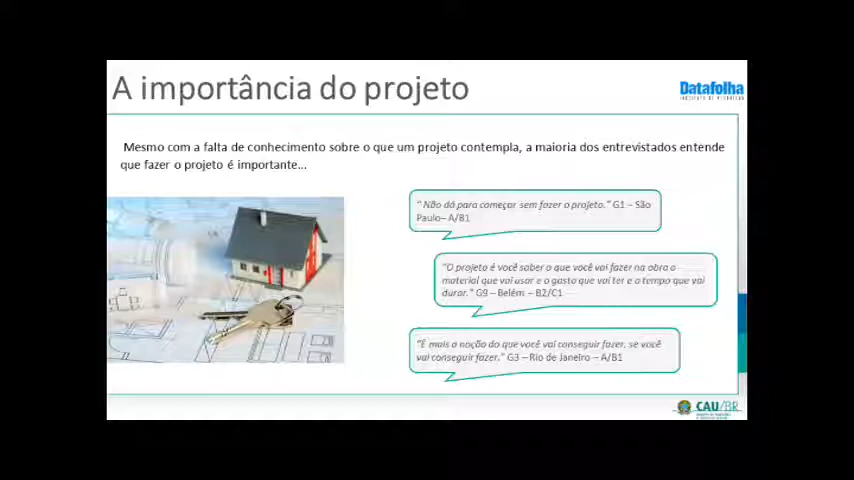 A importância do projeto
Datafolha
INSTITUTO DE PESQUISAS
Mesmo com a falta de conhecimento sobre o que um projeto contempla, a maioria dos entrevistados entende
que fazer o projeto é importante...
“ Não dá para começar sem fazer o projeto.” G1 – São
Paulo– A/B1
“O projeto é você saber o que você vai fazer na obra o
material que vai usar e o gasto que vai ter e o tempo que vai
durar.” G9 – Belém – B2/C1
“É mais a noção do que você vai conseguir fazer, se você
vai conseguir fazer.” G3 – Rio de Janeiro – A/B1
CAU/BR